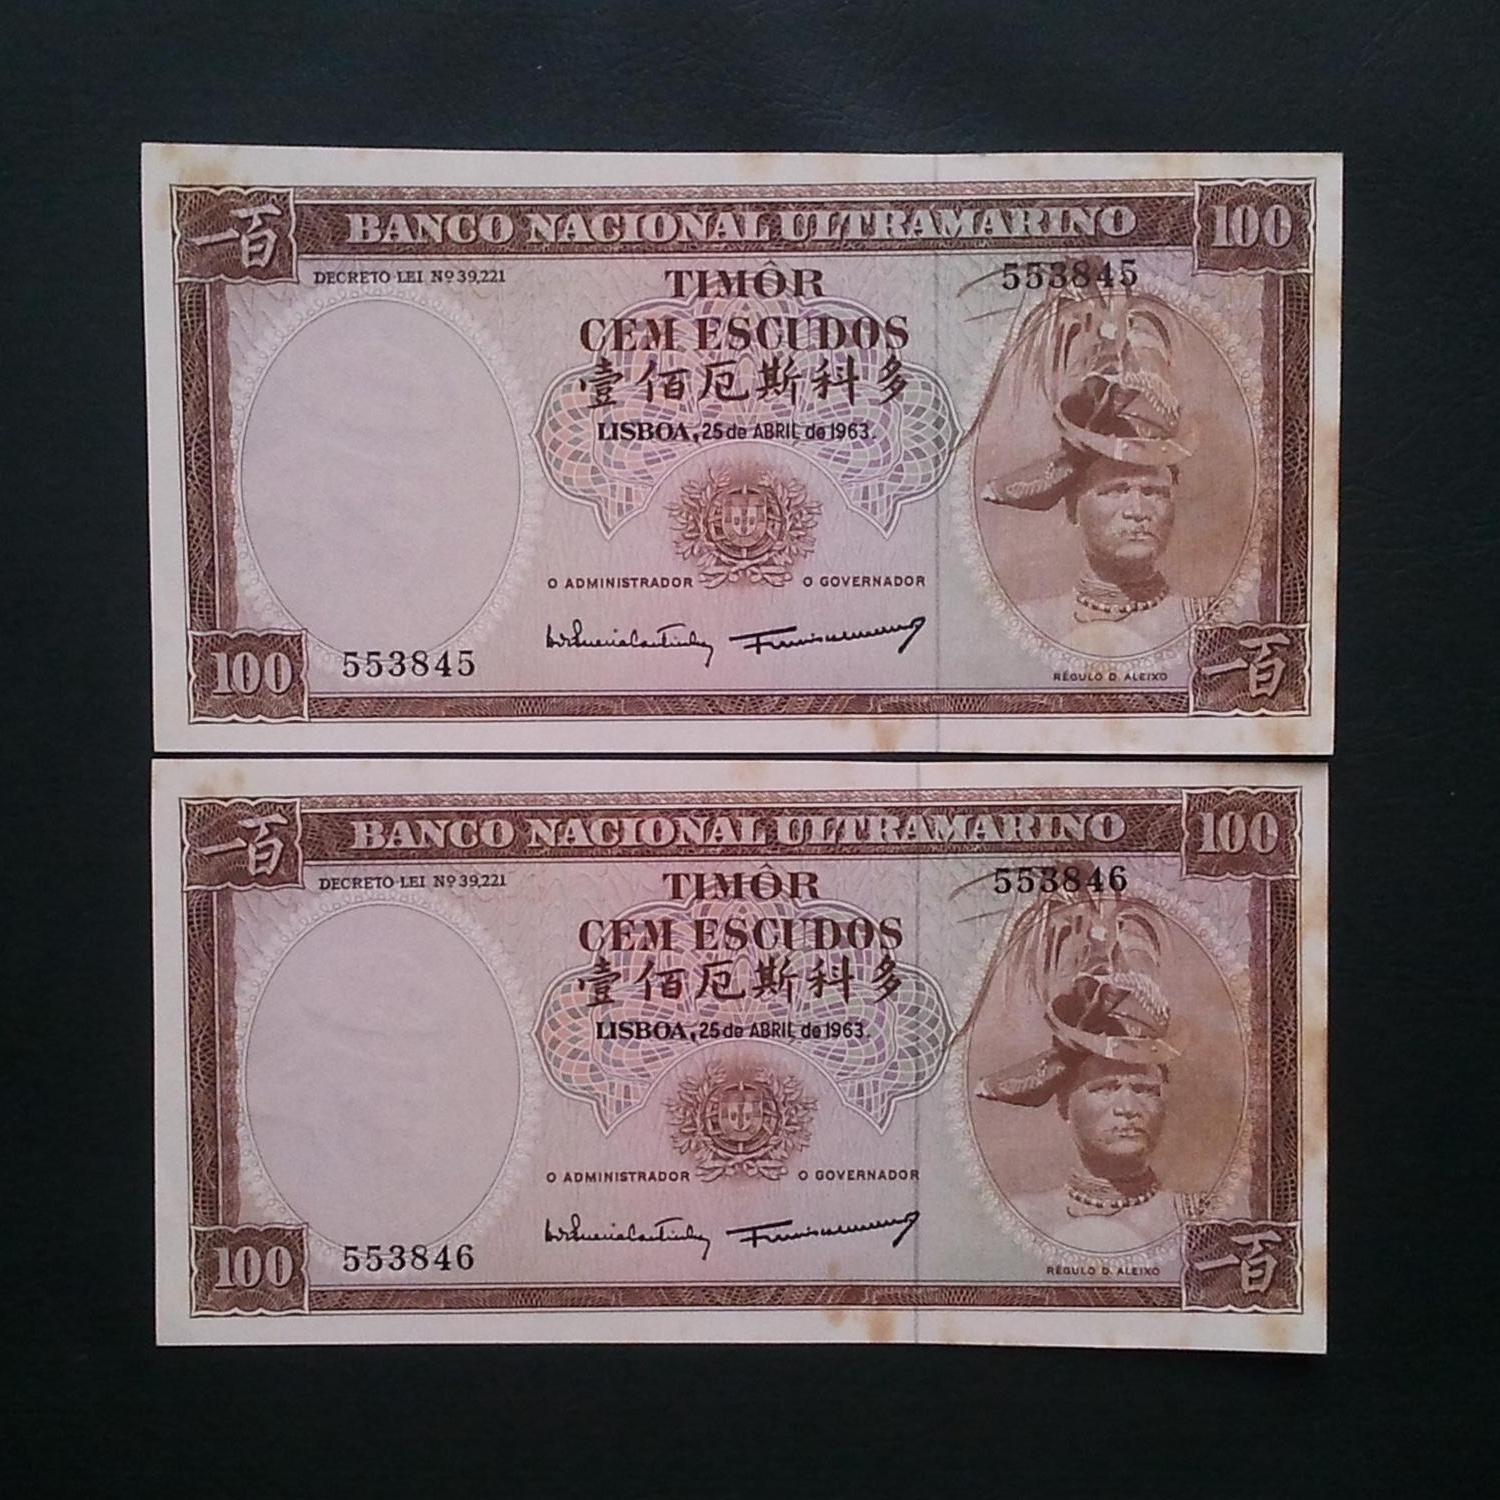 一百
BANCO NACIONAL ULTRAMARINO
100
DECRETO-LEI Nº 39,221
TIMÔR
553845
CEM ESCUDOS
壹佰厄斯科多
LISBOA, 25 de ABRIL de 1963.
O ADMINISTRADOR
O GOVERNADOR
100
553845
RÉGULO D. ALEIXO
一百
一百
BANCO NACIONAL ULTRAMARINO
100
DECRETO-LEI Nº 39,221
TIMÔR
553846
CEM ESCUDOS
壹佰厄斯科多
LISBOA, 25 de ABRIL de 1963.
O ADMINISTRADOR
O GOVERNADOR
100
553846
RÉGULO D. ALEIXO
一百